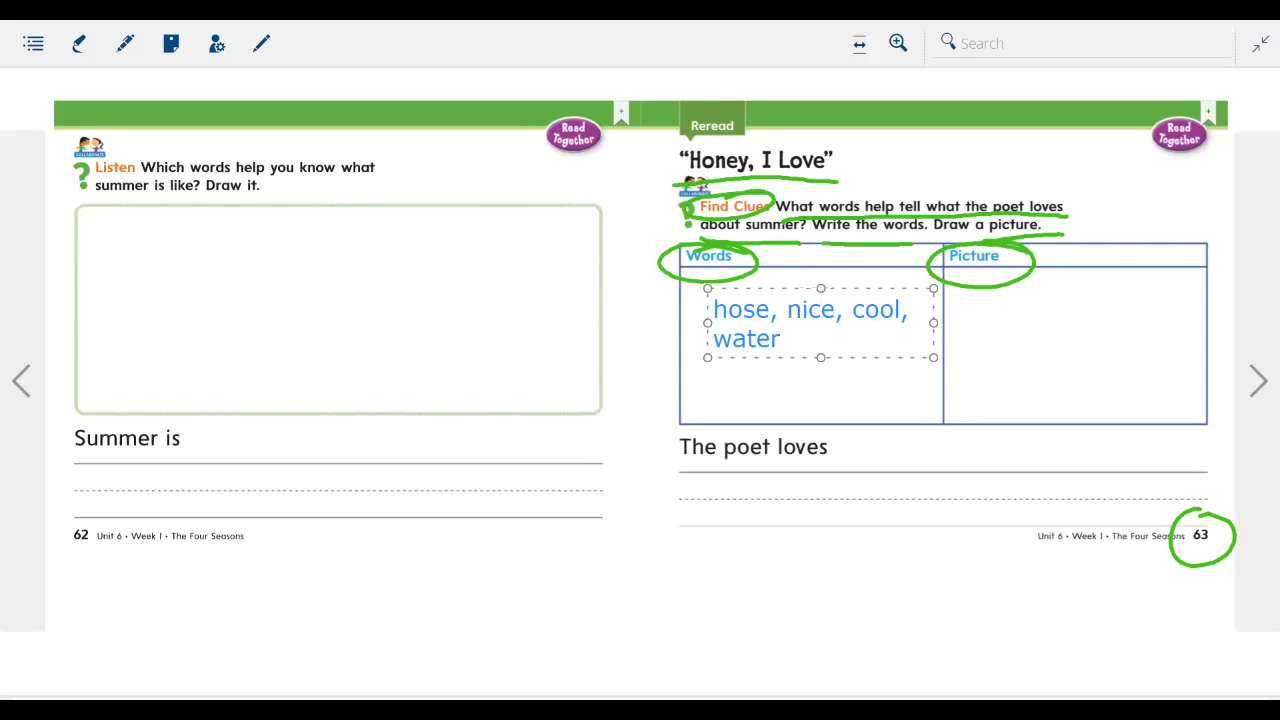 Search
Read
Together
COLLABORATE
? Listen Which words help you know what
summer is like? Draw it.
Summer is
62 Unit 6 • Week 1 • The Four Seasons
Reread
Read
Together
“Honey, I Love”
Find Clues What words help tell what the poet loves
about summer? Write the words. Draw a picture.
Words Picture
hose, nice, cool,
water
The poet loves
Unit 6 • Week 1 • The Four Seasons 63